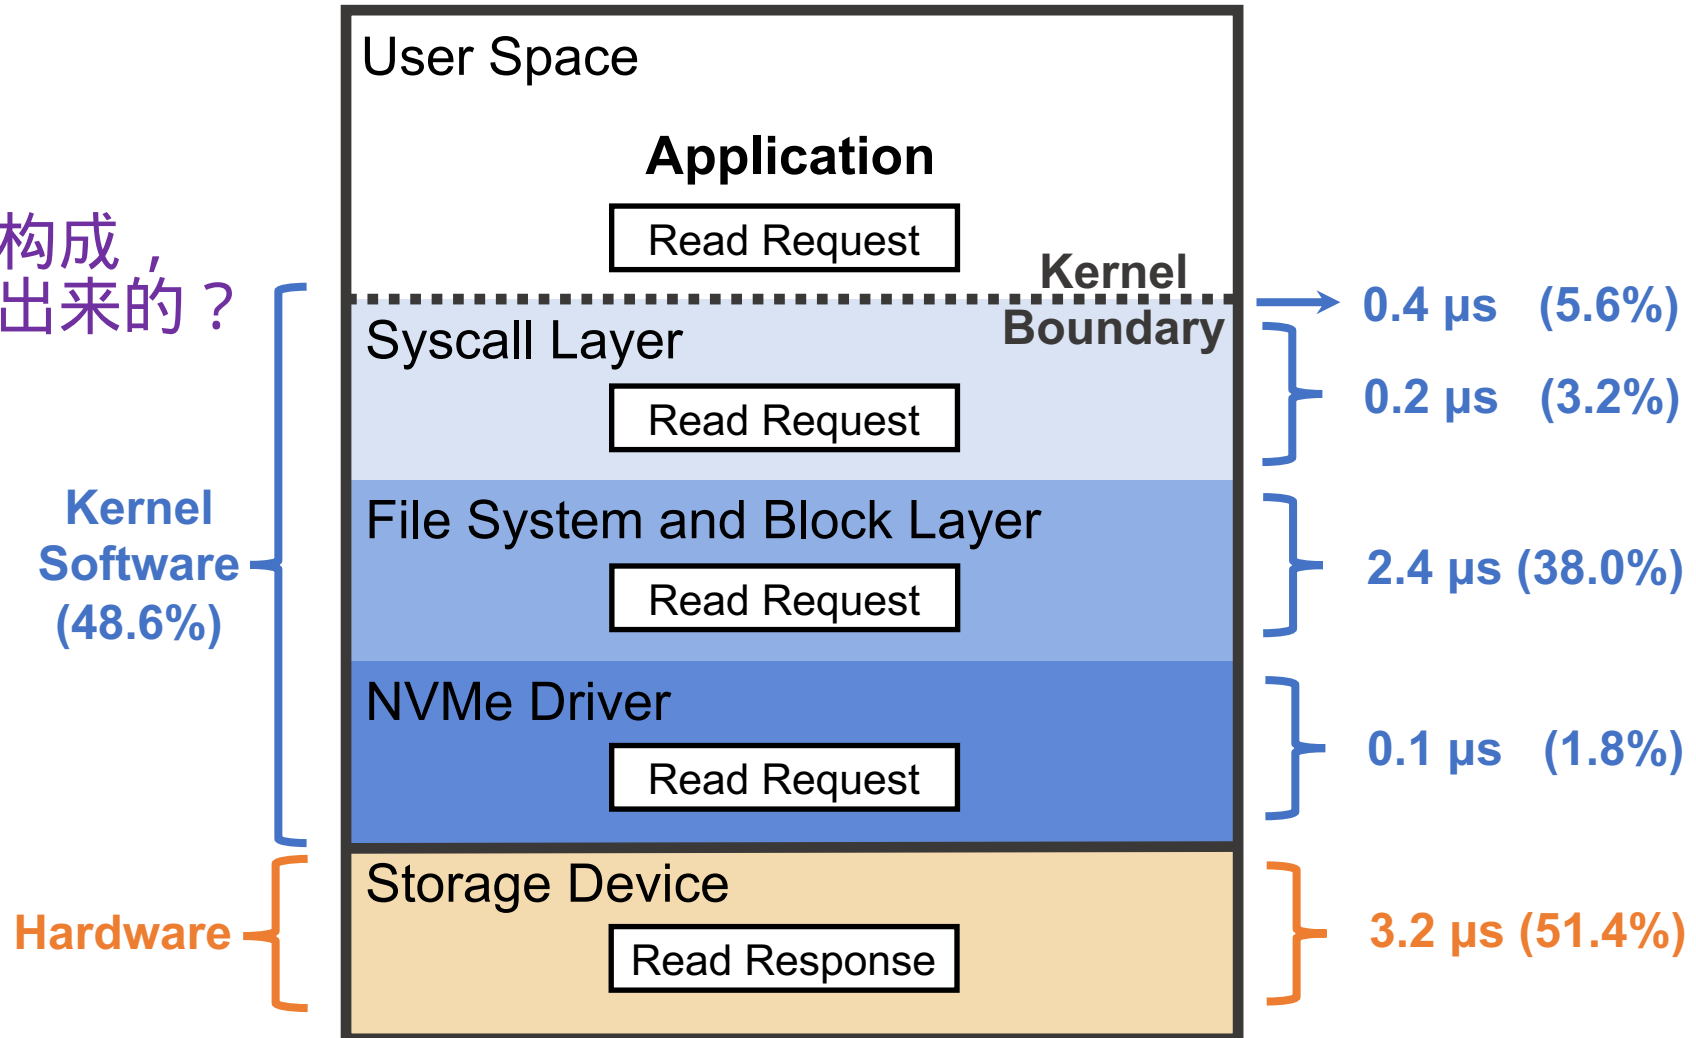 User Space
Application
Read Request
构成，
出来的？
Kernel
Boundary
0.4 µs (5.6%)
Syscall Layer
Read Request
0.2 µs (3.2%)
Kernel
Software
(48.6%)
File System and Block Layer
Read Request
2.4 µs (38.0%)
NVMe Driver
Read Request
0.1 µs (1.8%)
Storage Device
Hardware
Read Response
3.2 µs (51.4%)